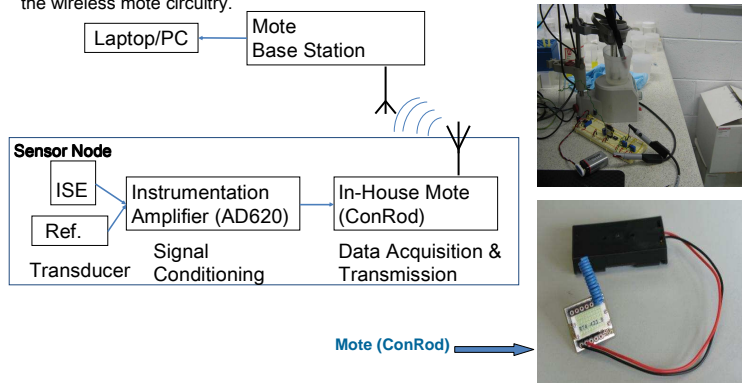 the wireless mote circuitry.
Laptop/PC
Mote
Base Station
Sensor Node
ISE
Ref.
Transducer
Instrumentation
Amplifier (AD620)
Signal
Conditioning
In-House Mote
(ConRod)
Data Acquisition &
Transmission
Mote (ConRod)